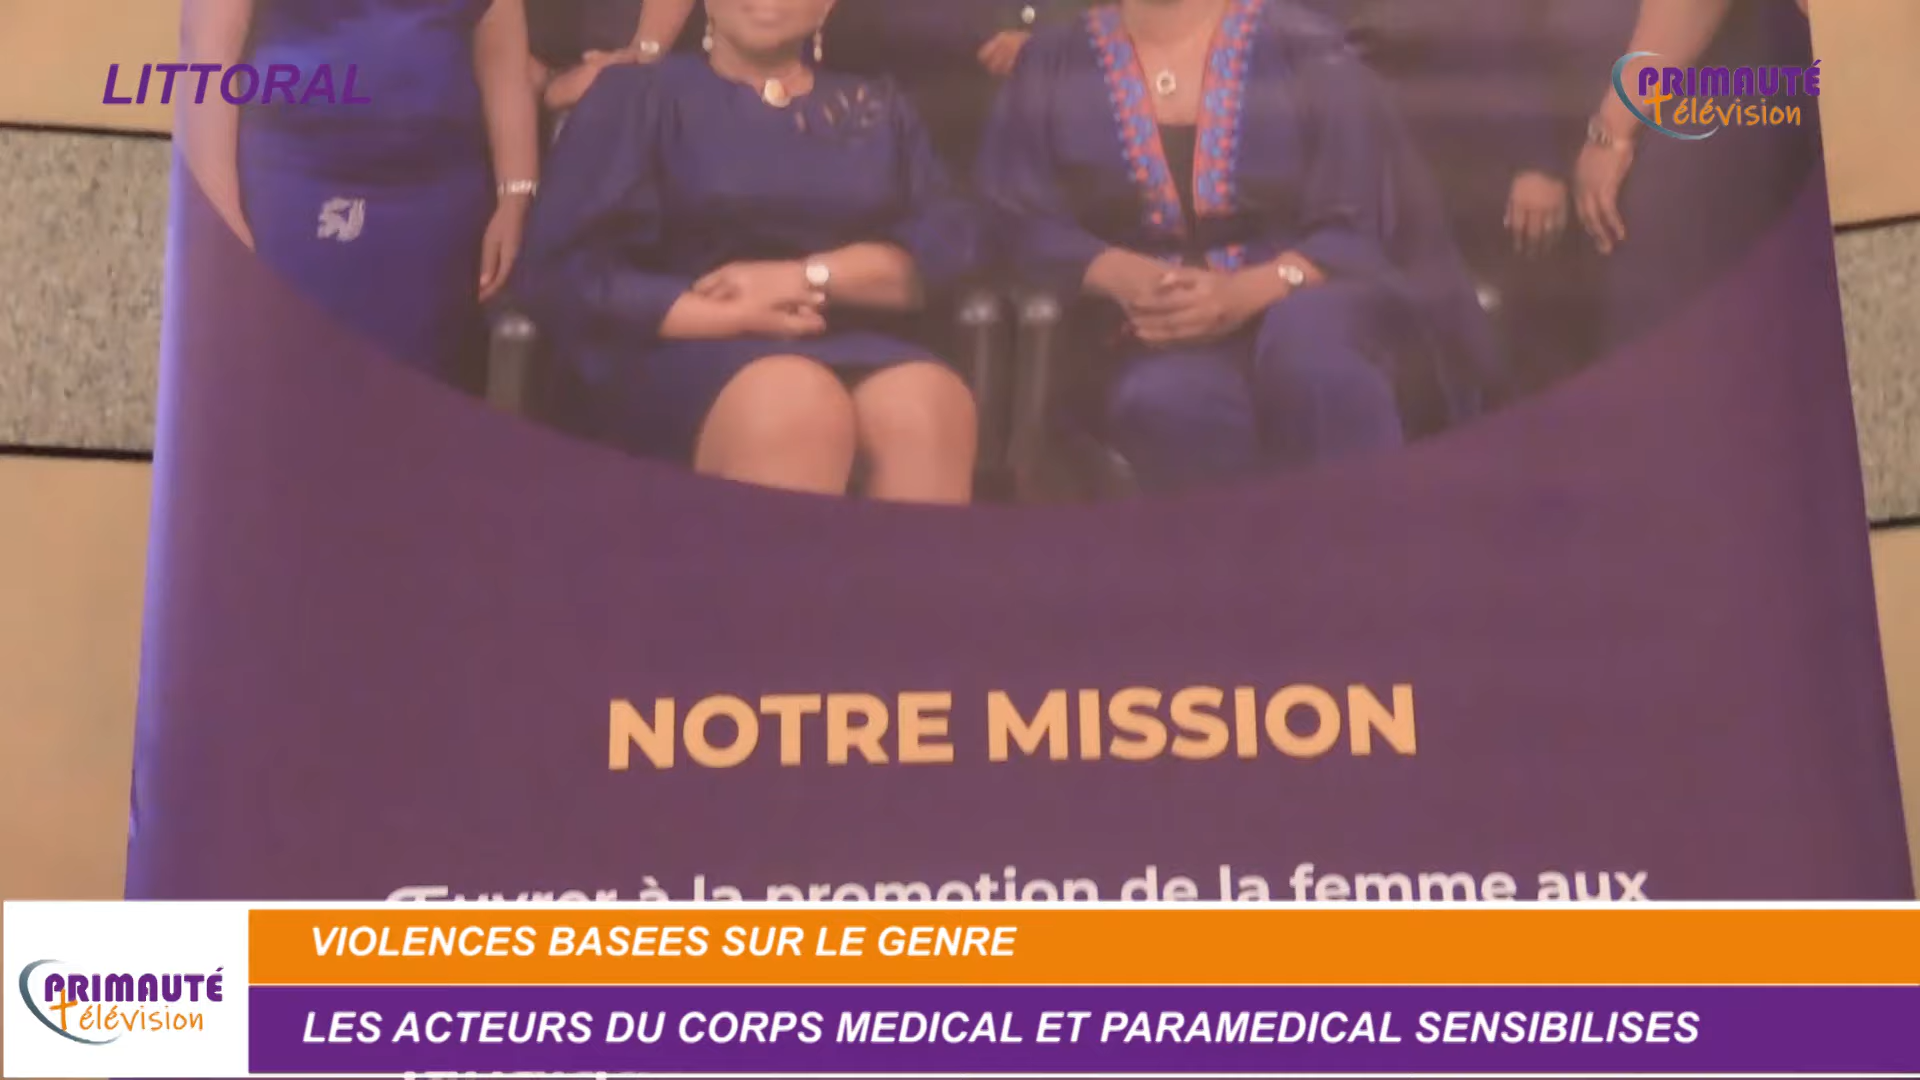 LITTORAL
PRIMAUTÉ
Télévision
NOTRE MISSION
Œuvrer à la promotion de la femme aux
VIOLENCES BASEES SUR LE GENRE
PRIMAUTÉ
Télévision
LES ACTEURS DU CORPS MEDICAL ET PARAMEDICAL SENSIBILISES